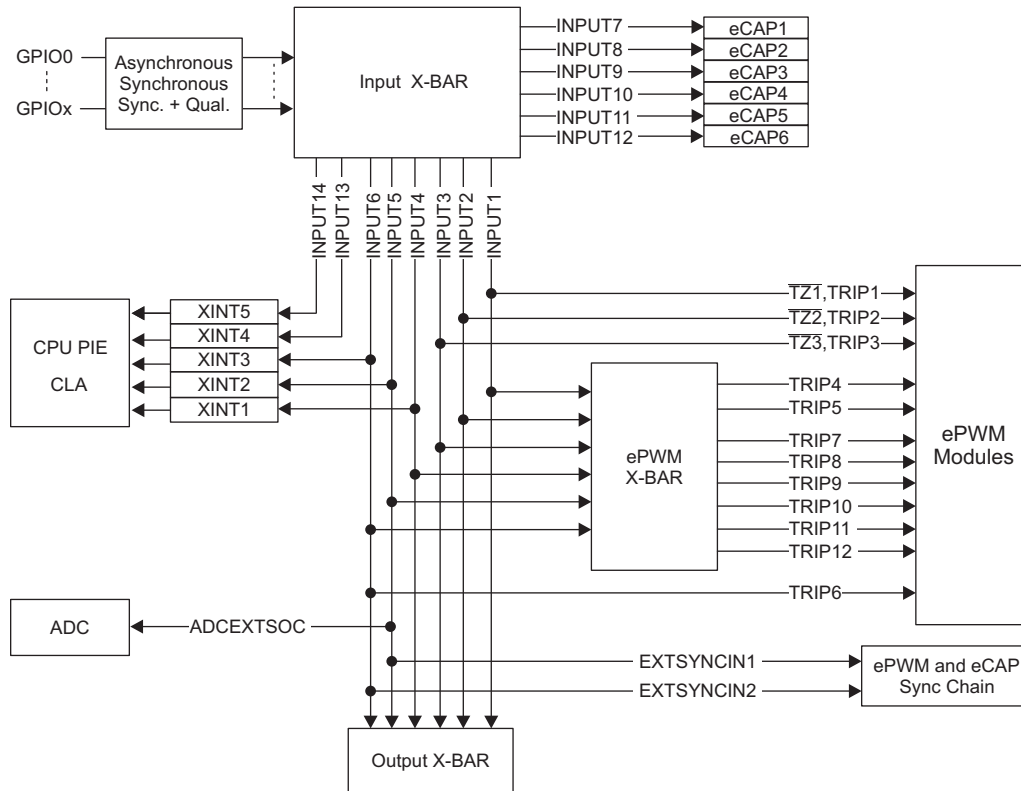 GPIO0
GPIOx
Asynchronous
Synchronous
Sync. + Qual.
Input X-BAR
INPUT7
INPUT8
INPUT9
INPUT10
INPUT11
INPUT12
eCAP1
eCAP2
eCAP3
eCAP4
eCAP5
eCAP6
INPUT14
INPUT13
INPUT6
INPUT5
INPUT4
INPUT3
INPUT2
INPUT1
CPU PIE
CLA
XINT5
XINT4
XINT3
XINT2
XINT1
TZ1,TRIP1
TZ2,TRIP2
TZ3,TRIP3
ePWM
X-BAR
TRIP4
TRIP5
TRIP7
TRIP8
TRIP9
TRIP10
TRIP11
TRIP12
TRIP6
ePWM
Modules
ADC
ADCEXTSOC
EXTSYNCIN1
EXTSYNCIN2
ePWM and eCAP
Sync Chain
Output X-BAR